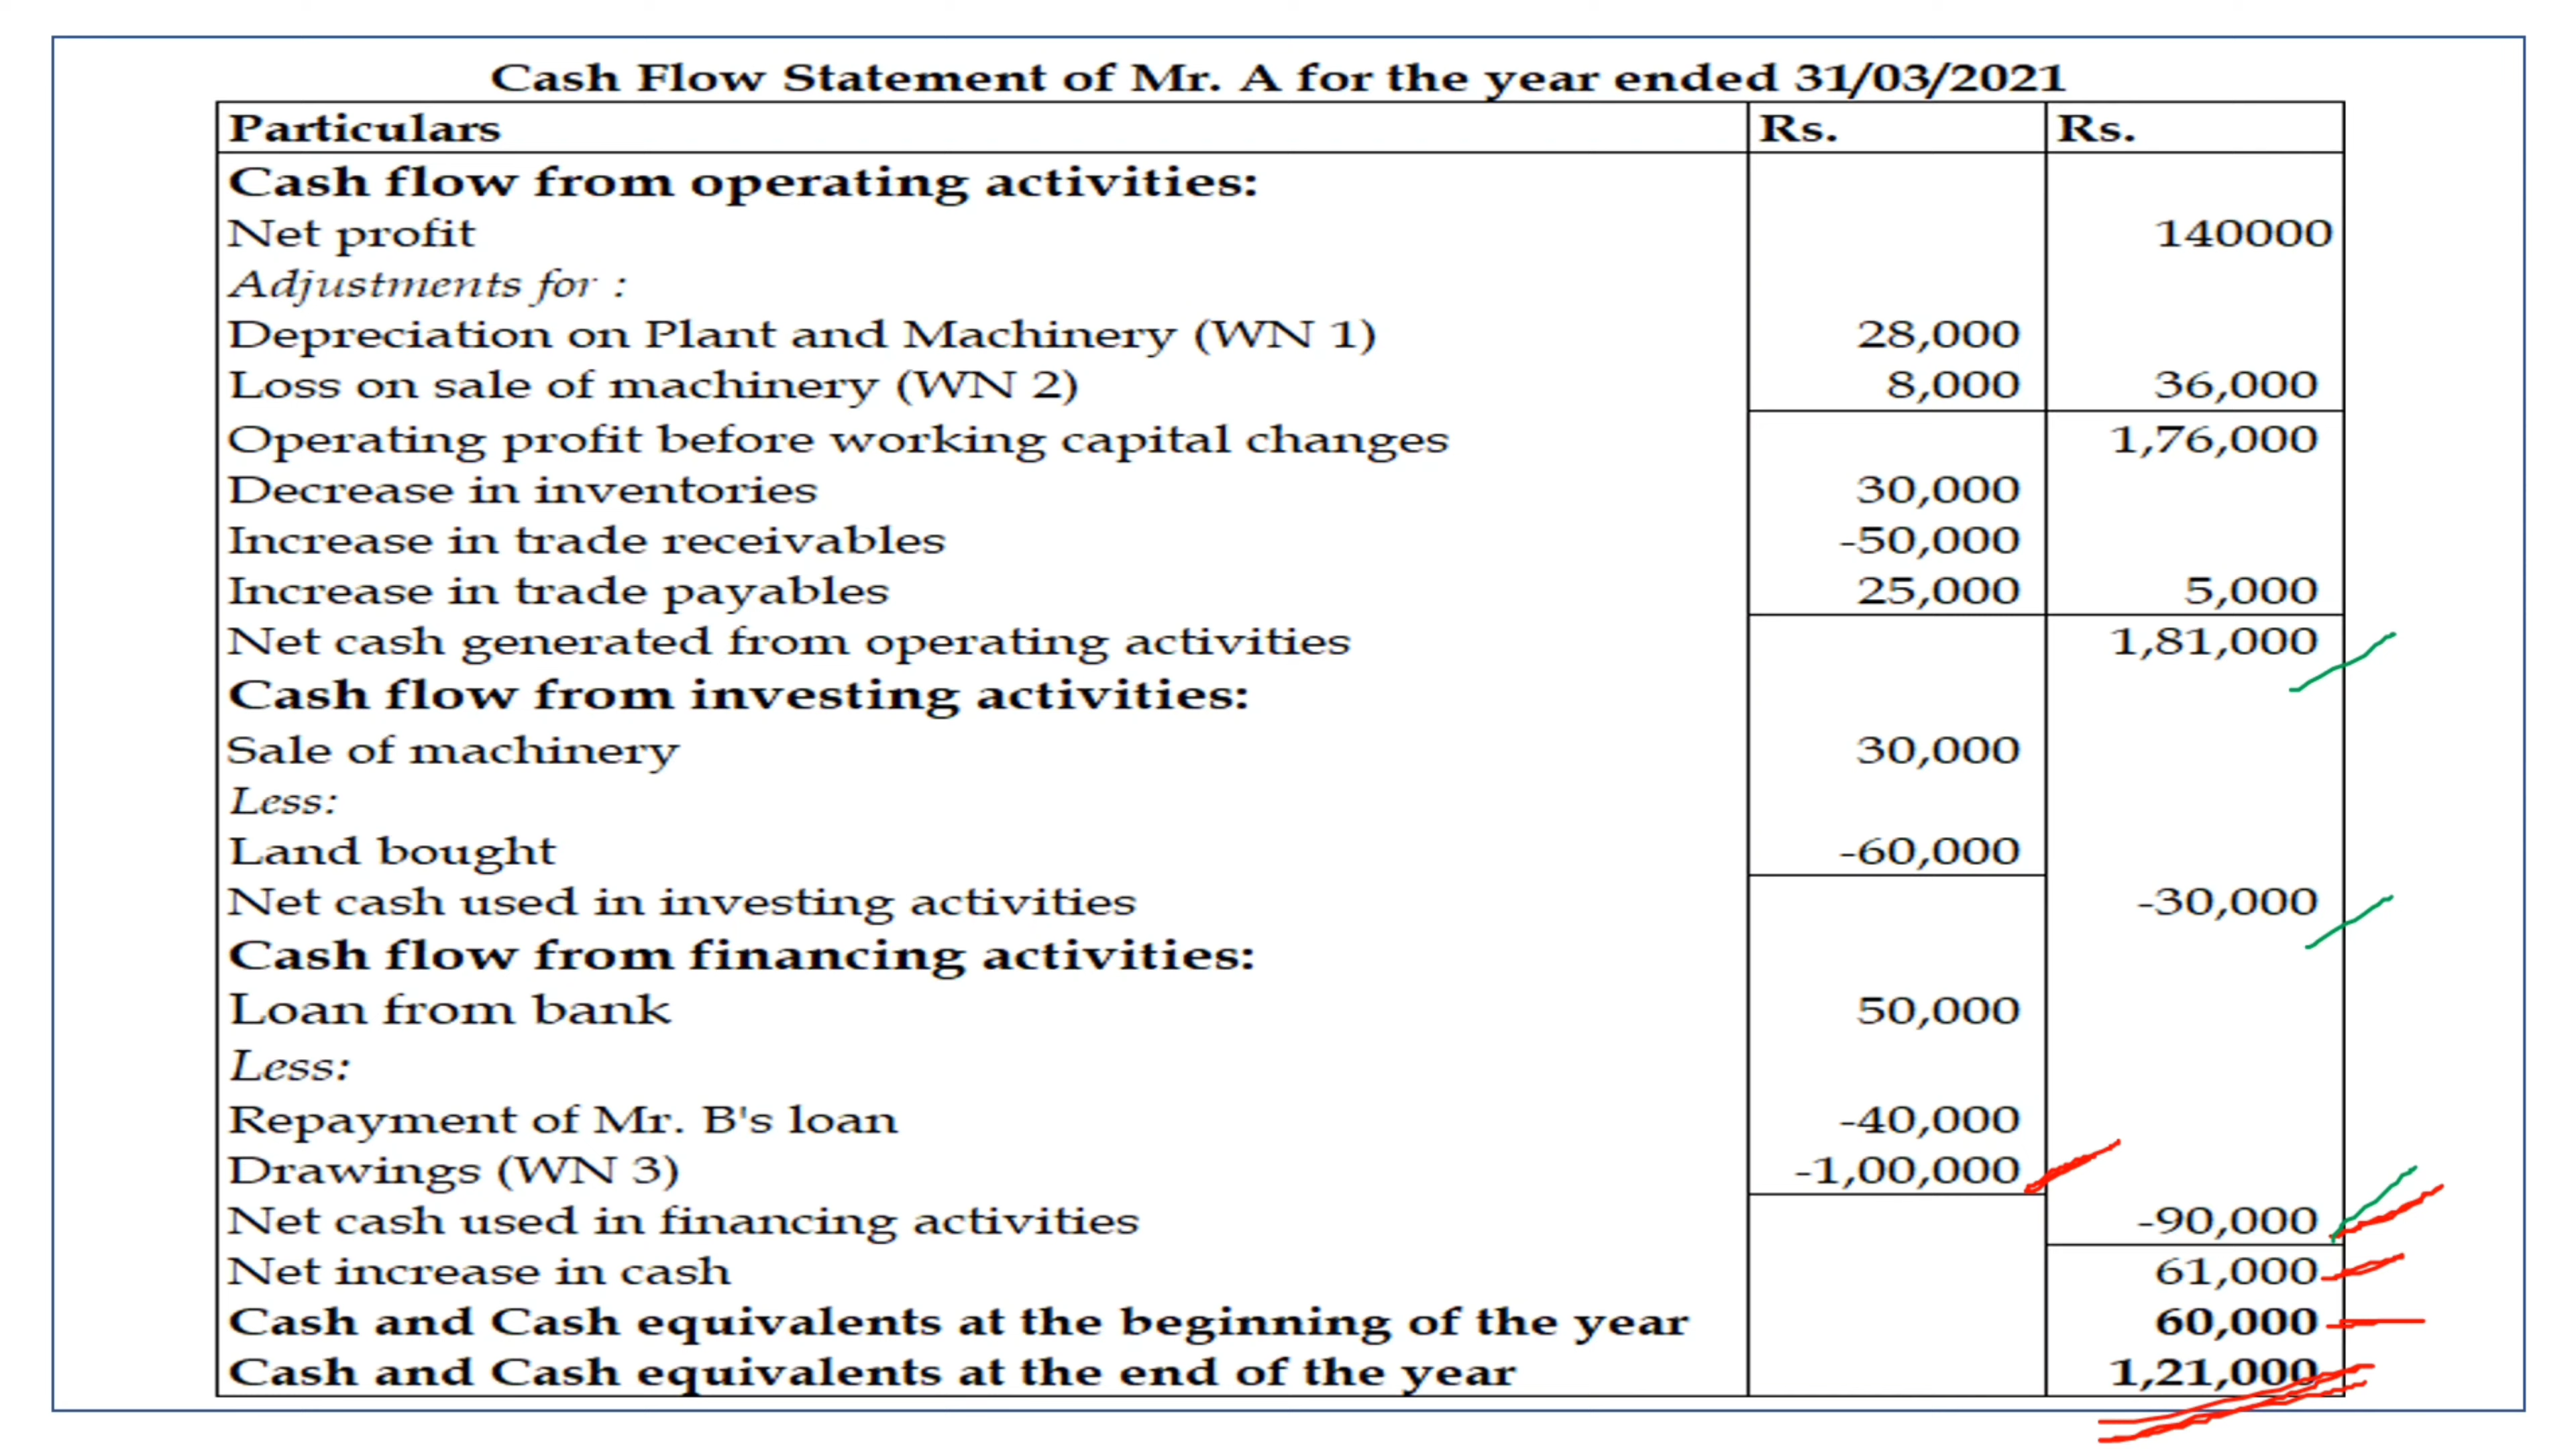 Cash Flow Statement of Mr. A for the year ended 31/03/2021
Particulars Rs. Rs.
Cash flow from operating activities:
Net profit 140000
Adjustments for :
Depreciation on Plant and Machinery (WN 1) 28,000
Loss on sale of machinery (WN 2) 8,000 36,000
Operating profit before working capital changes 1,76,000
Decrease in inventories 30,000
Increase in trade receivables -50,000
Increase in trade payables 25,000 5,000
Net cash generated from operating activities 1,81,000
Cash flow from investing activities:
Sale of machinery 30,000
Less:
Land bought -60,000
Net cash used in investing activities -30,000
Cash flow from financing activities:
Loan from bank 50,000
Less:
Repayment of Mr. B's loan -40,000
Drawings (WN 3) -1,00,000
Net cash used in financing activities -90,000
Net increase in cash 61,000
Cash and Cash equivalents at the beginning of the year 60,000
Cash and Cash equivalents at the end of the year 1,21,000